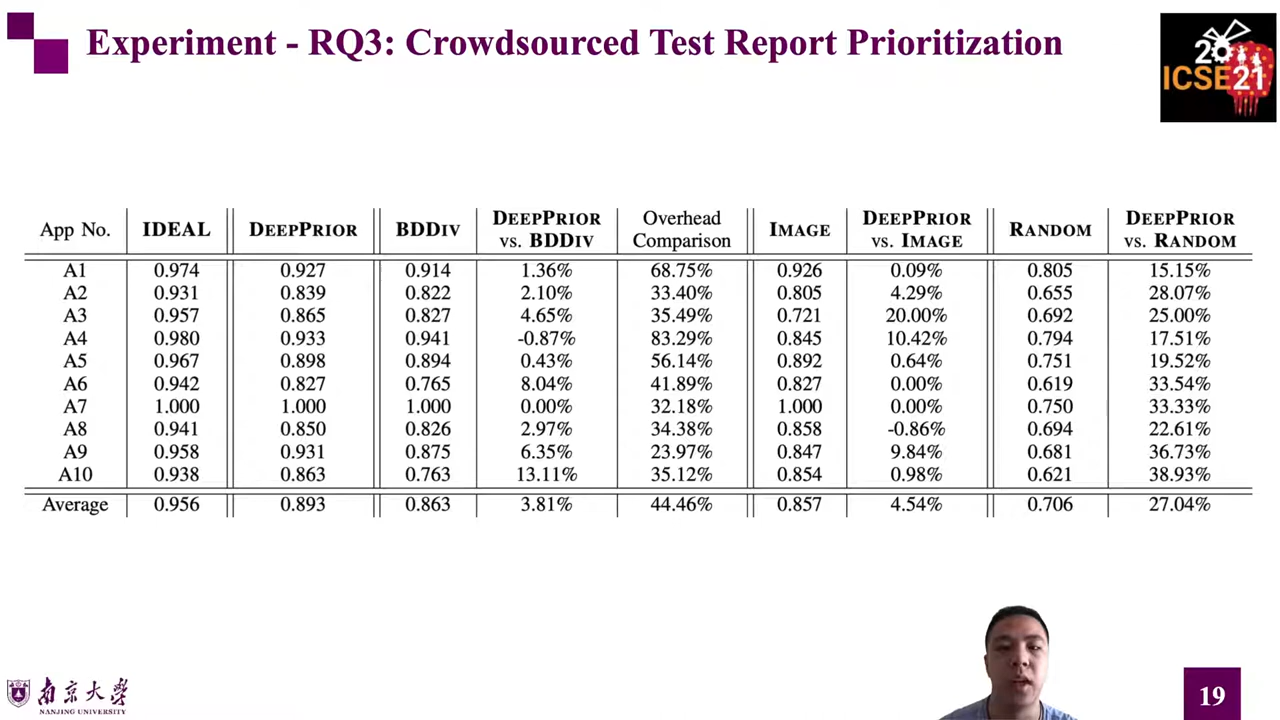 Experiment - RQ3: Crowdsourced Test Report Prioritization
20
ICSE21
App No. IDEAL DEEPPRIOR BDDIV DEEPPRIOR vs. BDDIV Overhead Comparison IMAGE DEEPPRIOR vs. IMAGE RANDOM DEEPPRIOR vs. RANDOM
A1 0.974 0.927 0.914 1.36% 68.75% 0.926 0.09% 0.805 15.15%
A2 0.931 0.839 0.822 2.10% 33.40% 0.805 4.29% 0.655 28.07%
A3 0.957 0.865 0.827 4.65% 35.49% 0.721 20.00% 0.692 25.00%
A4 0.980 0.933 0.941 -0.87% 83.29% 0.845 10.42% 0.794 17.51%
A5 0.967 0.898 0.894 0.43% 56.14% 0.892 0.64% 0.751 19.52%
A6 0.942 0.827 0.765 8.04% 41.89% 0.827 0.00% 0.619 33.54%
A7 1.000 1.000 1.000 0.00% 32.18% 1.000 0.00% 0.750 33.33%
A8 0.941 0.850 0.826 2.97% 34.38% 0.858 -0.86% 0.694 22.61%
A9 0.958 0.931 0.875 6.35% 23.97% 0.847 9.84% 0.681 36.73%
A10 0.938 0.863 0.763 13.11% 35.12% 0.854 0.98% 0.621 38.93%
Average 0.956 0.893 0.863 3.81% 44.46% 0.857 4.54% 0.706 27.04%
南京大学
NANJING UNIVERSITY
19